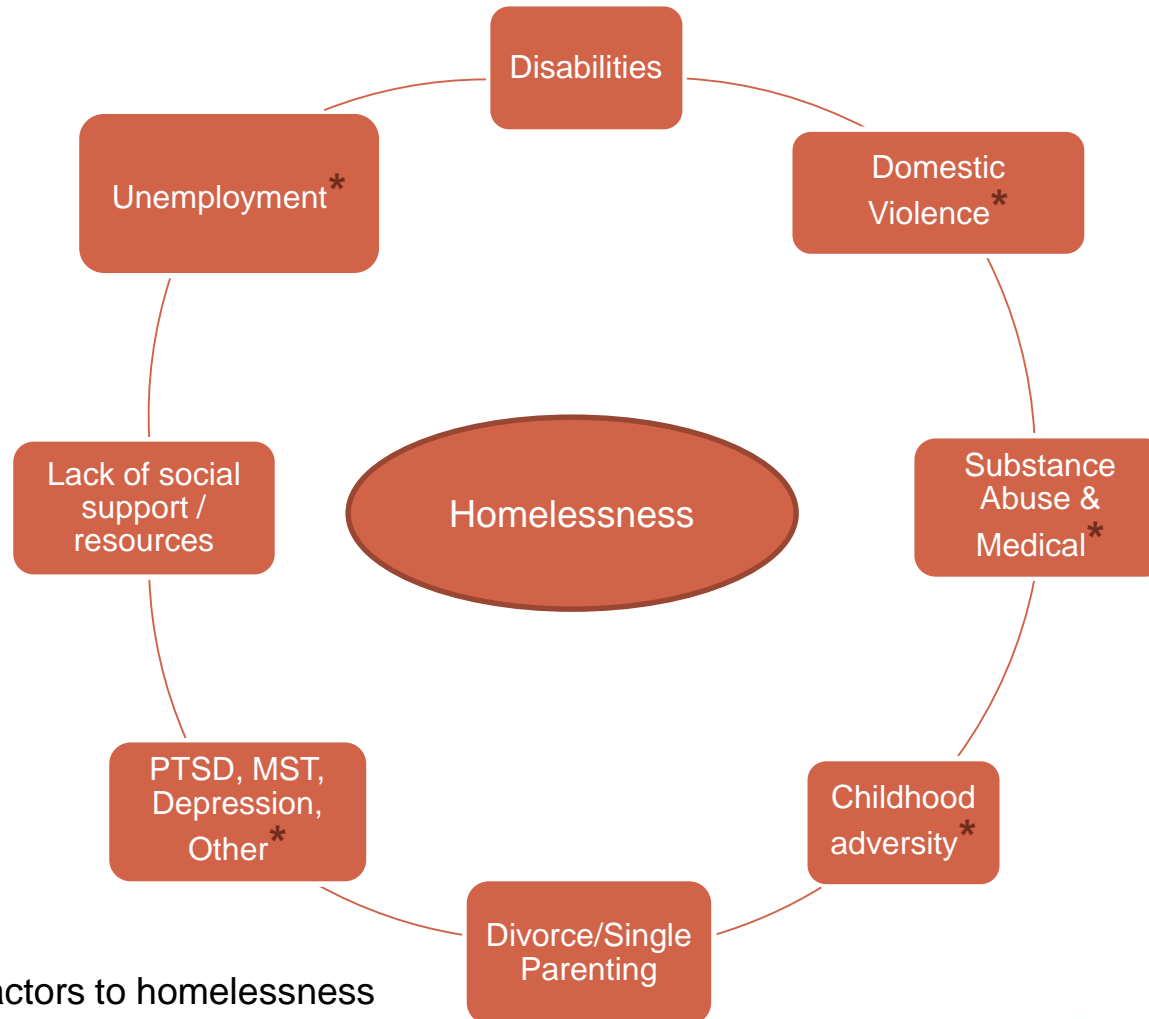 Disabilities
Domestic
Violence*
Unemployment*
Lack of social
support /
resources
Homelessness
Substance
Abuse &
Medical*
PTSD, MST,
Depression,
Other*
Childhood
adversity*
Divorce/Single
Parenting
to homelessness